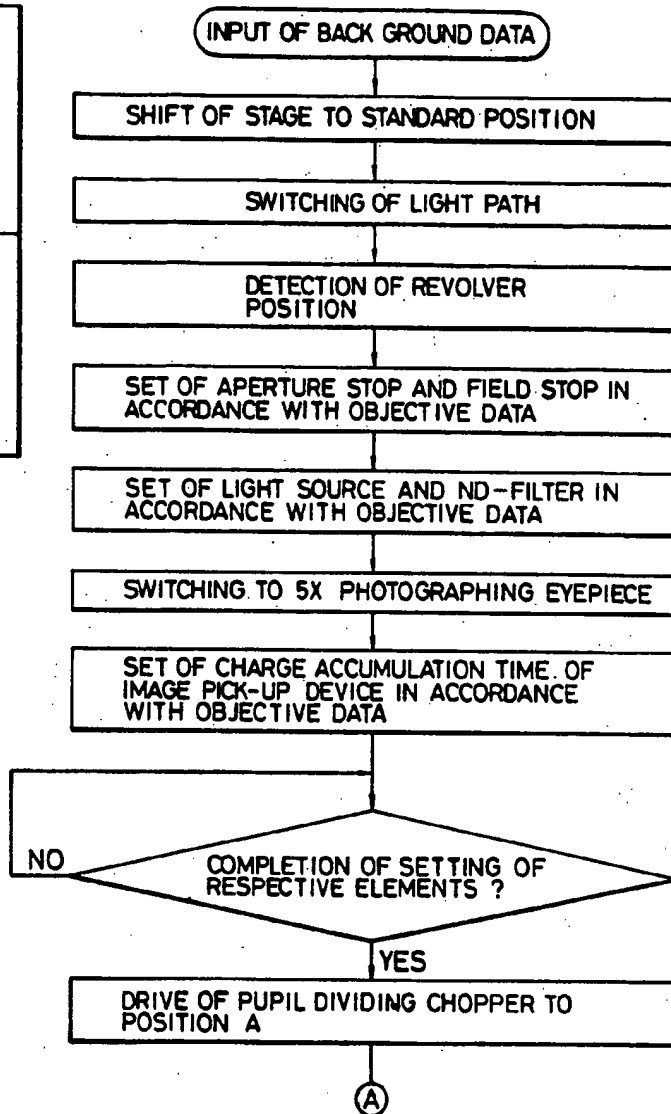 INPUT OF BACK GROUND DATA
SHIFT OF STAGE TO STANDARD POSITION
SWITCHING OF LIGHT PATH
DETECTION OF REVOLVER
POSITION
SET OF APERTURE STOP AND FIELD STOP IN
ACCORDANCE WITH OBJECTIVE DATA
SET OF LIGHT SOURCE AND ND-FILTER IN
ACCORDANCE WITH OBJECTIVE DATA
SWITCHING TO 5X PHOTOGRAPHING EYEPIECE
SET OF CHARGE ACCUMULATION TIME OF
IMAGE PICK-UP DEVICE IN ACCORDANCE
WITH OBJECTIVE DATA
NO
COMPLETION OF SETTING OF
RESPECTIVE ELEMENTS ?
YES
DRIVE OF PUPIL DIVIDING CHOPPER TO
POSITION A
A